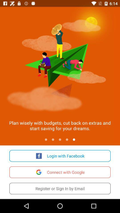 6:14
Plan wisely with budgets, cut back on extras and
start saving for your dreams.
Login with Facebook
Connect with Google
Register or Sign In by Email